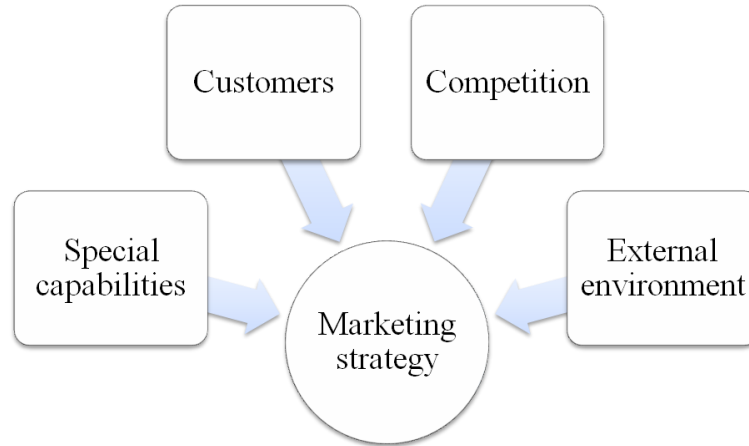 Customers
Competition
Special
capabilities
External
environment
Marketing
strategy